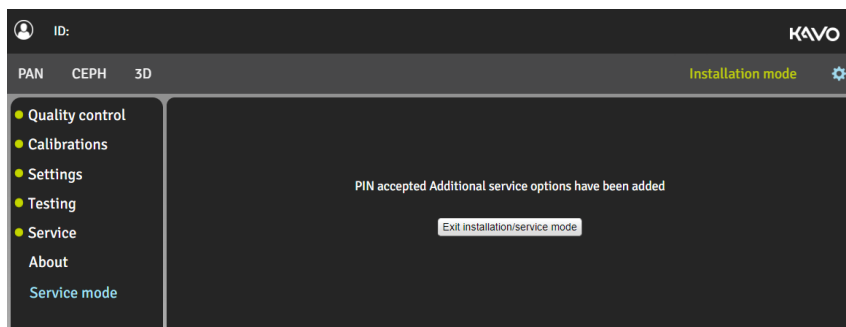 ID:
KAVO
PAN CEPH 3D
Installation mode
Quality control
Calibrations
Settings
Testing
Service
About
Service mode
PIN accepted Additional service options have been added
Exit installation/service mode